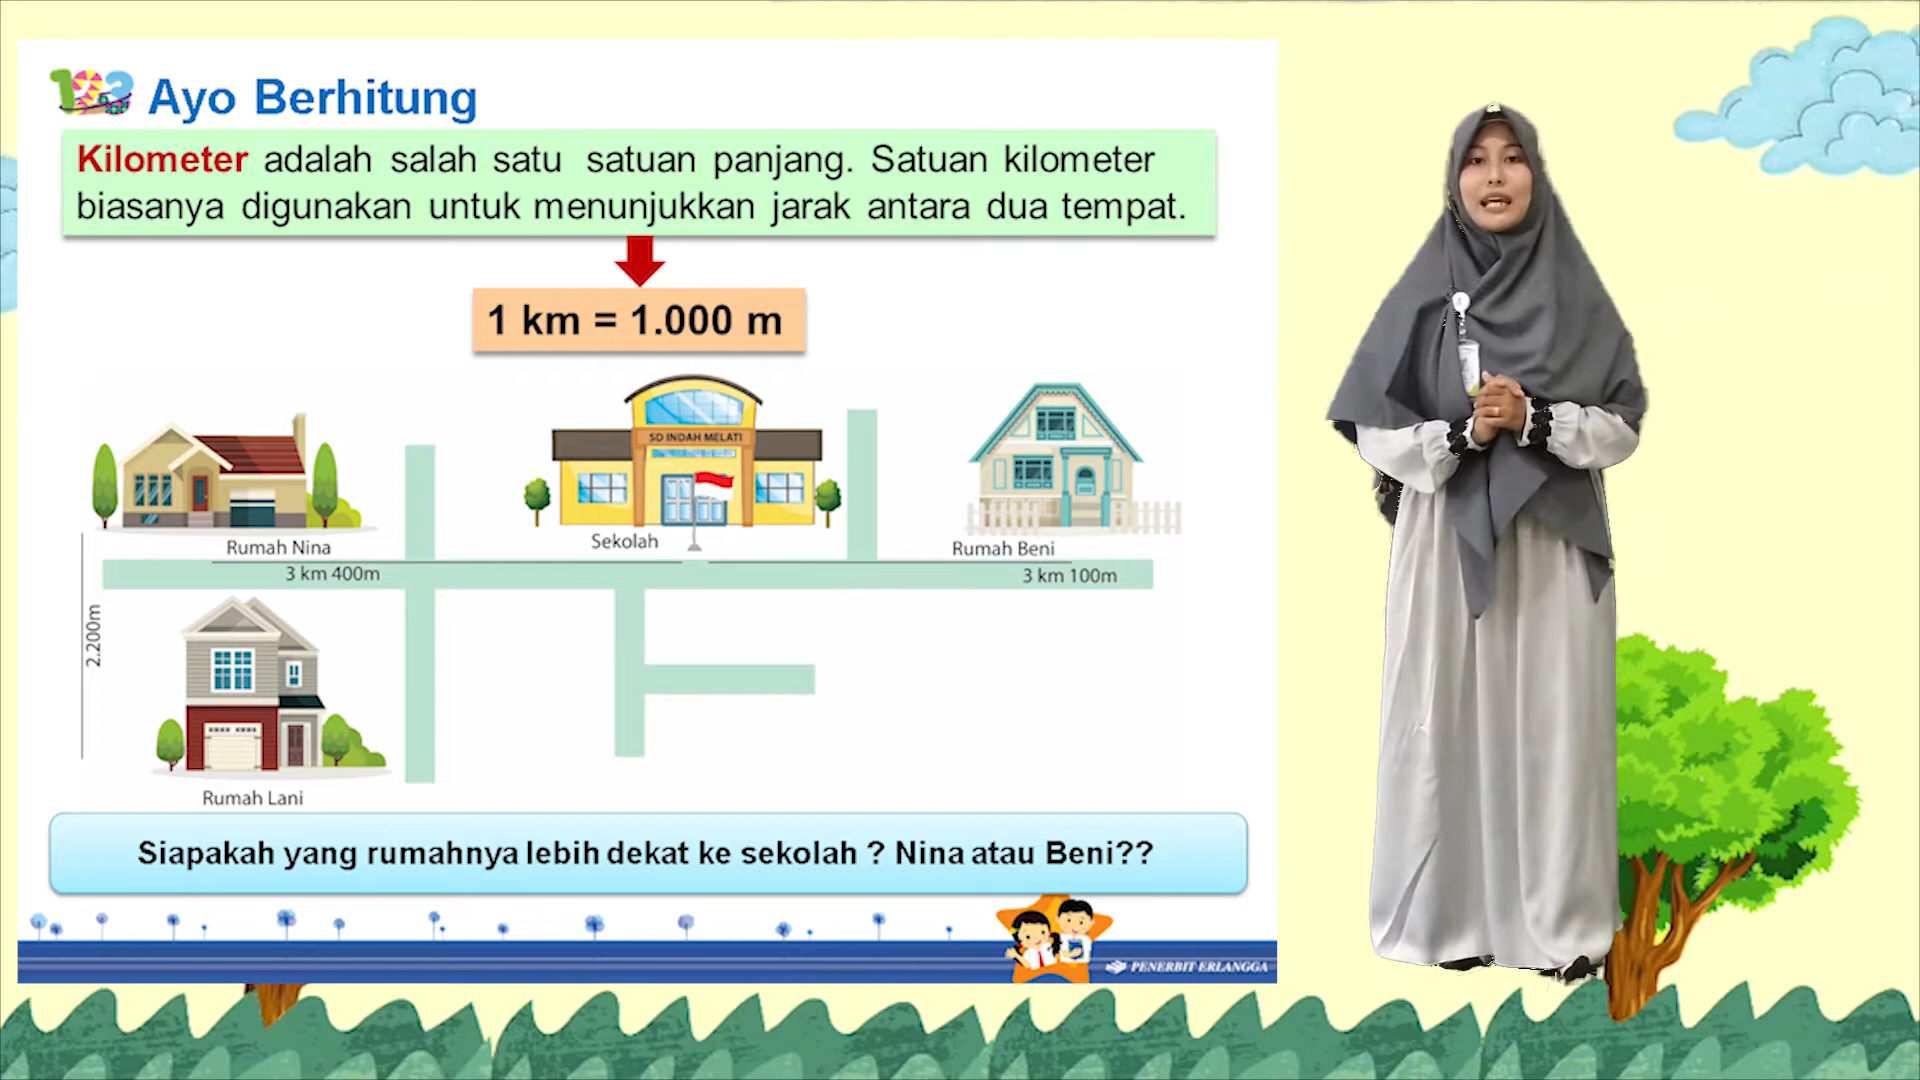 123
Ayo Berhitung
Kilometer adalah salah satu satuan panjang. Satuan kilometer
biasanya digunakan untuk menunjukkan jarak antara dua tempat.
1 km = 1.000 m
SD INDAH MELATI
Rumah Nina
Sekolah
Rumah Beni
3 km 400m
3 km 100m
2.200m
Rumah Lani
Siapakah yang rumahnya lebih dekat ke sekolah ? Nina atau Beni??
PENERBIT ERLANGGA